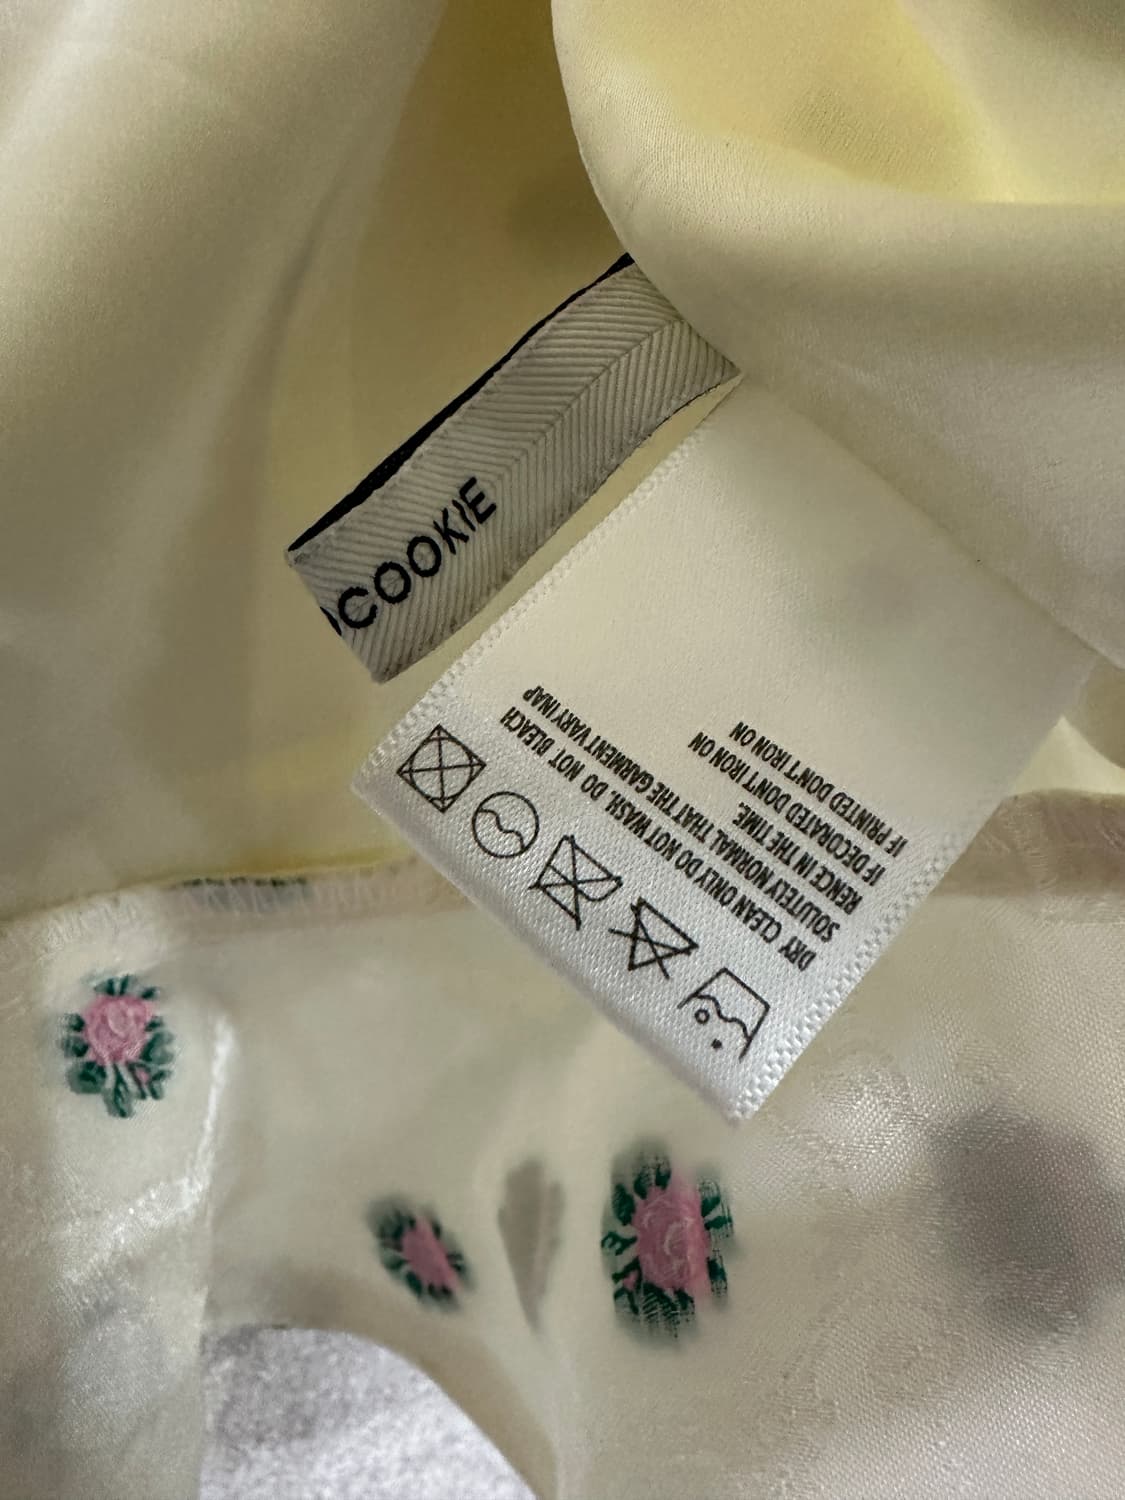 COOKIE
DRY CLEAN ONLY DO NOT WASH, DO NOT BLEACH
SOLUTELY NORMAL THAT THE GARMENT VARY INAP
RENCE IN THE TIME.
IF DECORATED DON'T IRON ON
IF PRINTED DON'T IRON ON